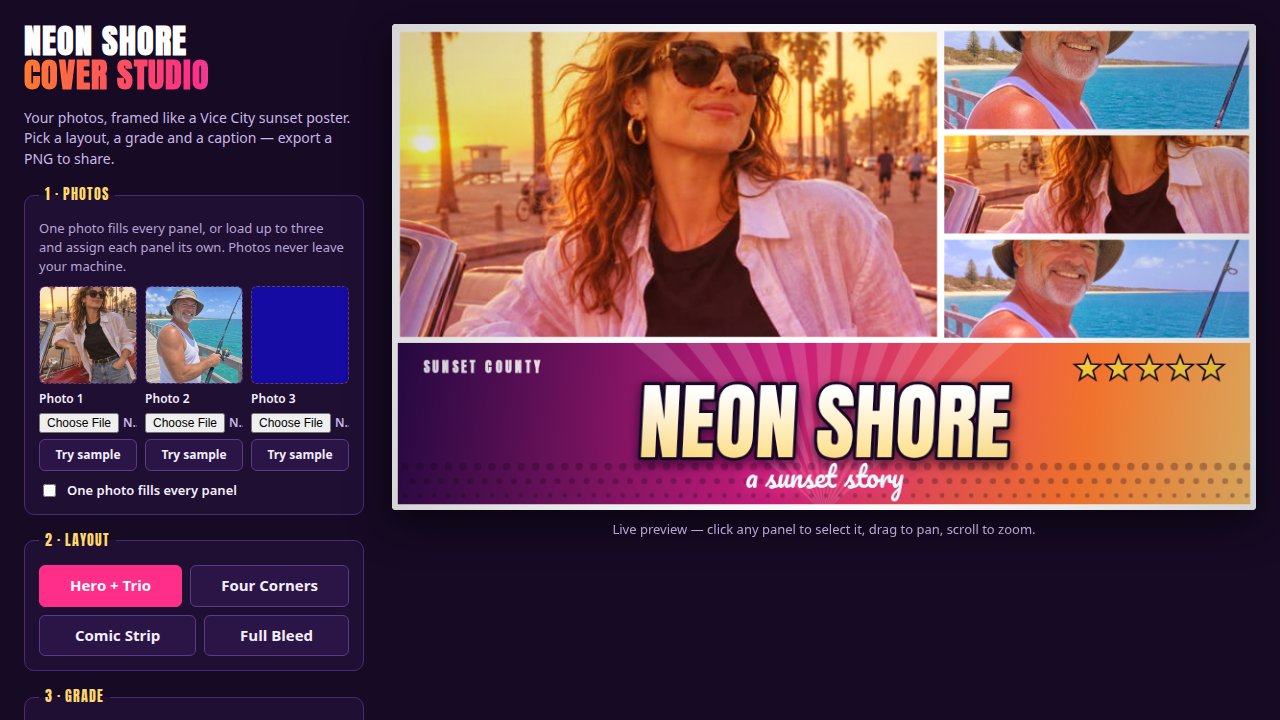 NEON SHORE
COVER STUDIO
Your photos, framed like a Vice City sunset poster.
Pick a layout, a grade and a caption — export a
PNG to share.
1 · PHOTOS
One photo fills every panel, or load up to three
and assign each panel its own. Photos never leave
your machine.
Photo 1
Photo 2
Photo 3
Choose File N..
Choose File N..
Choose File N..
Try sample
Try sample
Try sample
One photo fills every panel
2 · LAYOUT
Hero + Trio
Four Corners
Comic Strip
Full Bleed
3 · GRADE
SUNSET COUNTY
NEON SHORE
a sunset story
Live preview — click any panel to select it, drag to pan, scroll to zoom.